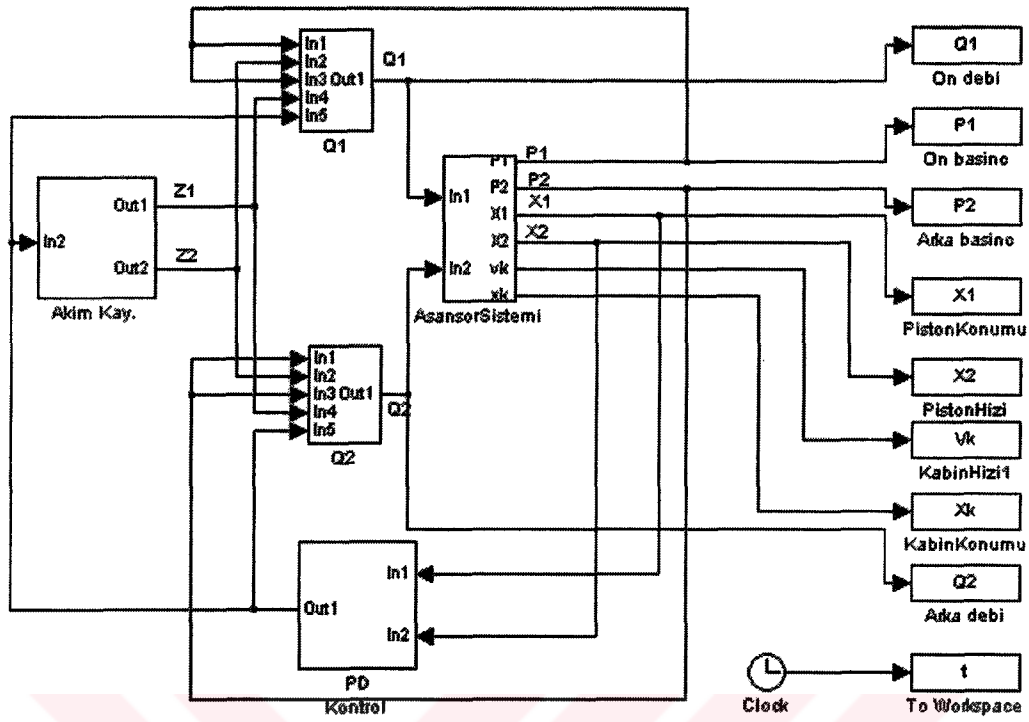 In1
In2
In3 Out1
In4
In5
Q1
Q1
Q1
On debi
P1
On basinc
P2
Arka basinc
X1
PistonKonumu
X2
PistonHizi
Vk
KabinHizi1
Xk
KabinKonumu
Q2
Arka debi
t
To Workspace
Clock
In2
Out1
Out2
Akim Kay.
Z1
Z2
In1
In2
P1
P2
X1
X2
vk
xk
AsansorSistemi
P1
P2
X1
X2
In1
In2
In3 Out1
In4
In5
Q2
Q2
In1
In2
Out1
PD
Kontrol